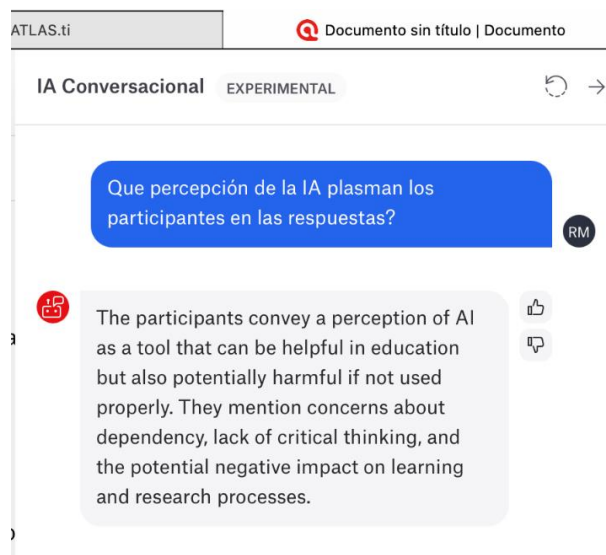 ATLAS.ti
Documento sin título | Documento
IA Conversacional EXPERIMENTAL
Que percepción de la IA plasman los
participantes en las respuestas?
RM
The participants convey a perception of AI
as a tool that can be helpful in education
but also potentially harmful if not used
properly. They mention concerns about
dependency, lack of critical thinking, and
the potential negative impact on learning
and research processes.